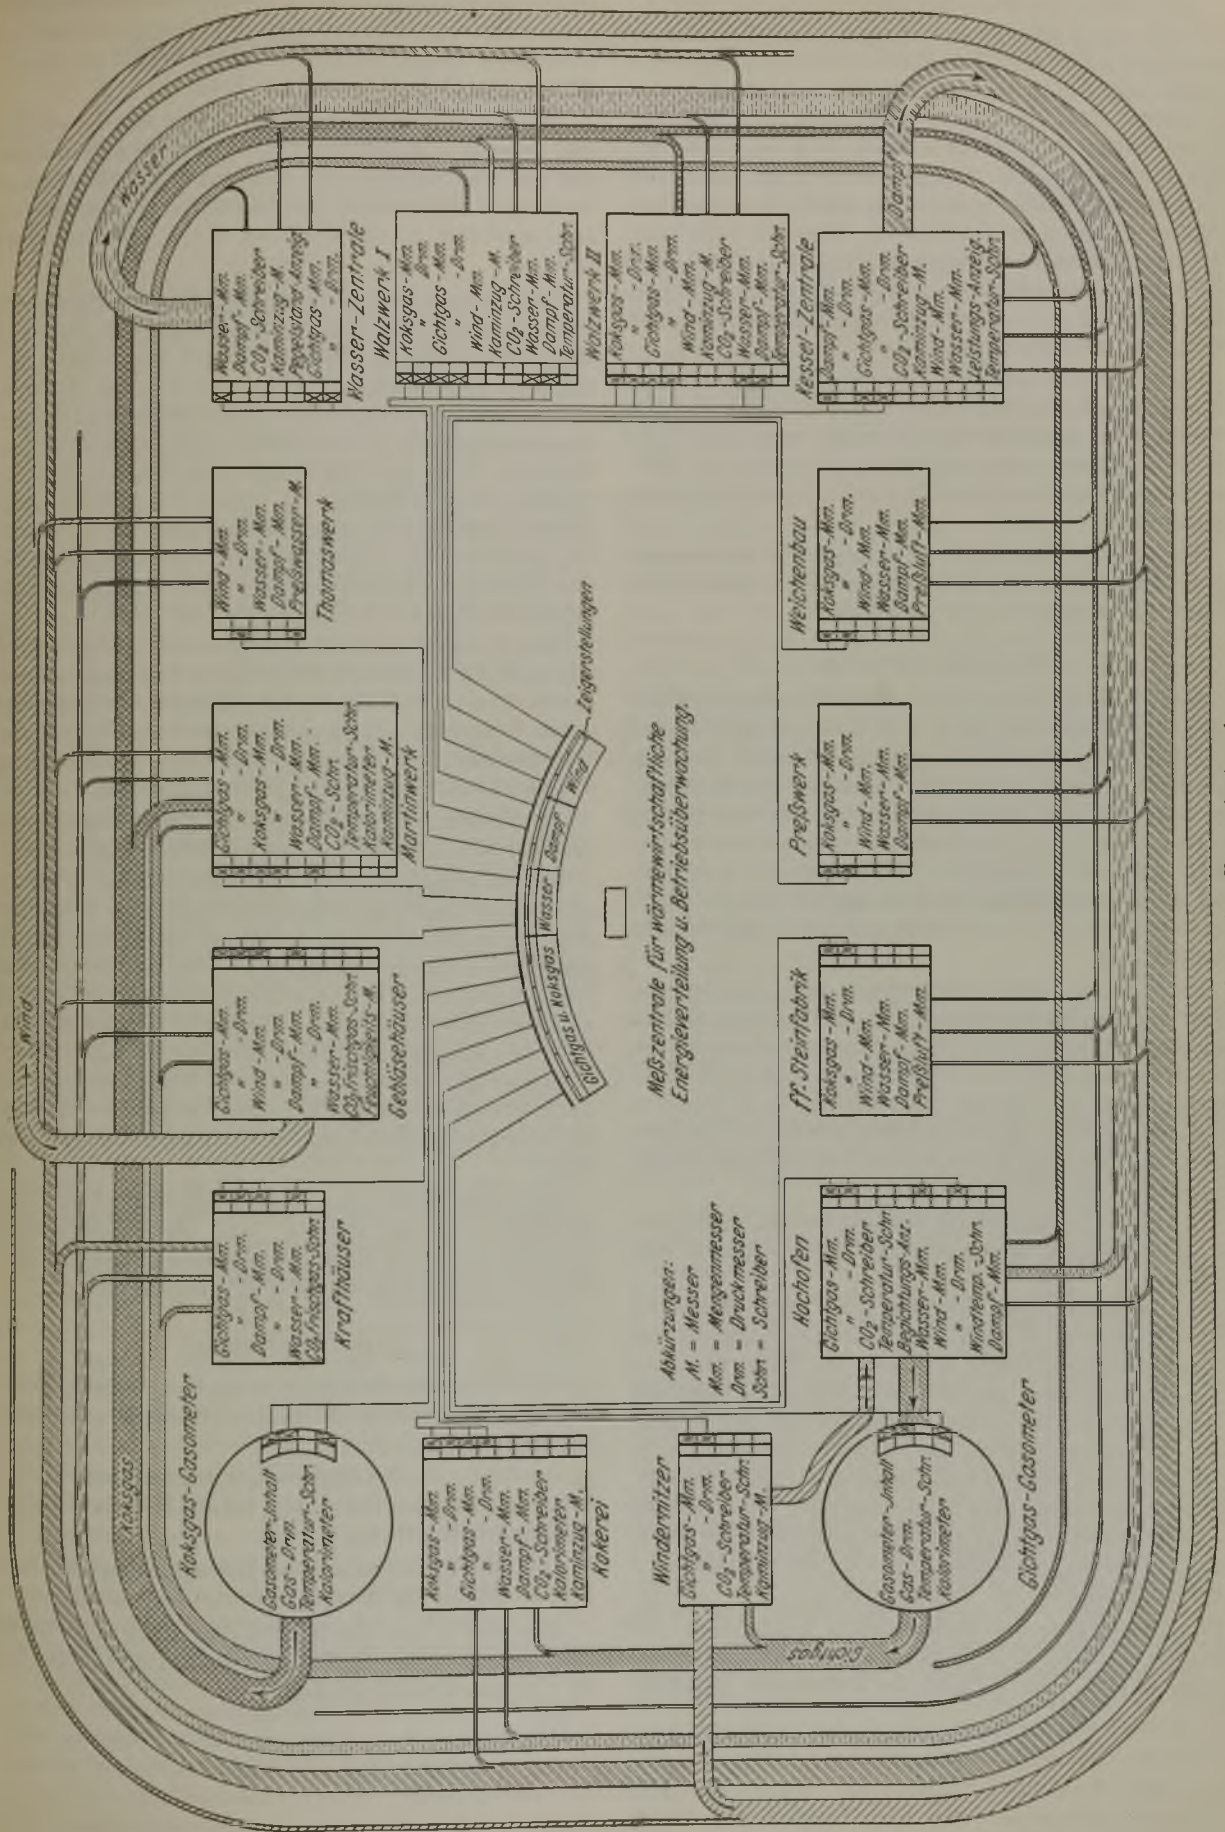 Wind
Koksgas
Wasser
Koksgas-Gasometer
Gasometer-Inhalt
Gas-Drm.
Temperatur-Schr.
Kalorimeter
Gichtgas-Mm.
" -Drm.
Dampf-Mm.
" -Drm.
Wasser-Mm.
CO₂frischgas-Schr.
Krafthäuser
Gichtgas-Mm.
" -Drm.
Wind-Mm.
" -Drm.
Dampf-Mm.
" -Drm.
Wasser-Mm.
CO₂frischgas-Schr.
Feuchtigkeits-M.
Gebläsehäuser
Gichtgas-Mm.
" -Drm.
Koksgas-Mm.
" -Drm.
Wasser-Mm.
Dampf-Mm.
CO₂-Schr.
Temperatur-Schr.
Kalorimeter
Kaminzug-M.
Martinwerk
Wind-Mm.
" -Drm.
Wasser-Mm.
Dampf-Mm.
Preßwasser-M.
Thomaswerk
Wasser-Mm.
Dampf-Mm.
CO₂-Schreiber
Kaminzug-M.
Pegelstand-Anzeig.
Gichtgas-Mm.
" -Drm.
Wasser-Zentrale
Walzwerk I
Koksgas-Mm.
" -Drm.
Gichtgas-Mm.
" -Drm.
Wind-Mm.
Kaminzug-M.
CO₂-Schreiber
Wasser-Mm.
Dampf-Mm.
Temperatur-Schr.
Walzwerk II
Koksgas-Mm.
" -Drm.
Gichtgas-Mm.
" -Drm.
Wind-Mm.
Kaminzug-M.
CO₂-Schreiber
Wasser-Mm.
Dampf-Mm.
Temperatur-Schr.
Kessel-Zentrale
Dampf-Mm.
" -Drm.
Gichtgas-Mm.
" -Drm.
CO₂-Schreiber
Kaminzug-M.
Wind-Mm.
Wasser-Mm.
Leistungs-Anzeig.
Temperatur-Schr.
Dampf
Kokerei
Koksgas-Mm.
" -Drm.
Gichtgas-Mm.
" -Drm.
Wasser-Mm.
Dampf-Mm.
CO₂-Schreiber
Kalorimeter
Kaminzug-M.
Gichtgas u. Koksgas
Wasser
Dampf
Wind
Zeigerstellungen
Meßzentrale für wärmewirtschaftliche
Energieverteilung u. Betriebsüberwachung.
Abkürzungen:
M. = Messer
Mm. = Mengenmesser
Drm. = Druckmesser
Schr. = Schreiber
Winderhitzer
Gichtgas-Mm.
" -Drm.
CO₂-Schreiber
Temperatur-Schr.
Kaminzug-M.
Gichtgas
Gasometer-Inhalt
Gas-Drm.
Temperatur-Schr.
Kalorimeter
Gichtgas-Gasometer
Hochofen
Gichtgas-Mm.
" -Drm.
CO₂-Schreiber
Temperatur-Schr.
Begichtungs-Anz.
Wasser-Mm.
Wind-Mm.
" -Drm.
Windtemp.-Schr.
Dampf-Mm.
ff. Steinfabrik
Koksgas-Mm.
" -Drm.
Wind-Mm.
Wasser-Mm.
Dampf-Mm.
Preßluft-Mm.
Preßwerk
Koksgas-Mm.
" -Drm.
Wind-Mm.
Wasser-Mm.
Dampf-Mm.
Weichenbau
Koksgas-Mm.
" -Drm.
Wind-Mm.
Wasser-Mm.
Dampf-Mm.
Preßluft-Mm.